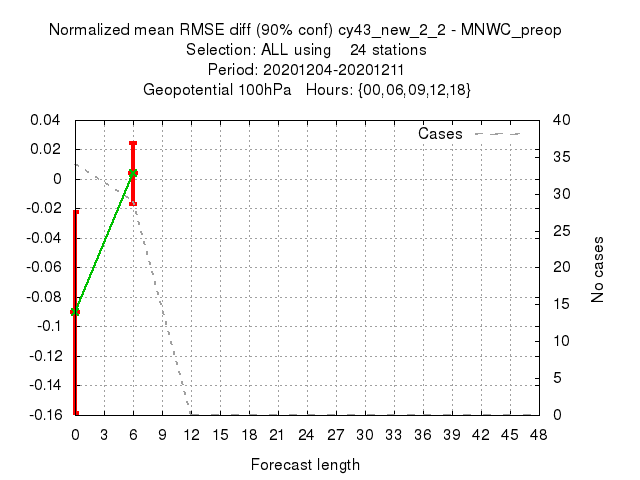 Normalized mean RMSE diff (90% conf) cy43_new_2_2 - MNWC_preop
Selection: ALL using    24 stations
Period: 20201204-20201211
Geopotential 100hPa   Hours: {00,06,09,12,18}
Cases
0.04
0.02
0
-0.02
-0.04
-0.06
-0.08
-0.1
-0.12
-0.14
-0.16
40
35
30
25
20
15
10
5
0
No cases
0 3 6 9 12 15 18 21 24 27 30 33 36 39 42 45 48
Forecast length